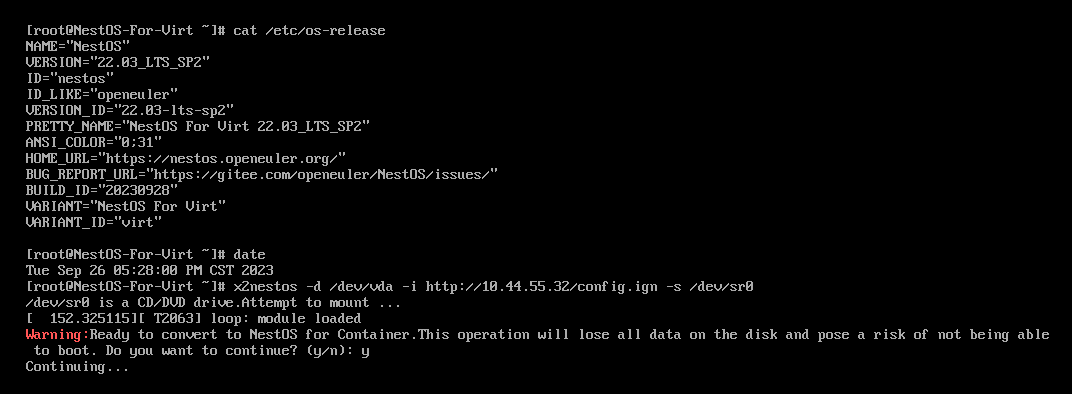 [root@NestOS-For-Virt ~]# cat /etc/os-release
NAME="NestOS"
VERSION="22.03_LTS_SP2"
ID="nestos"
ID_LIKE="openeuler"
VERSION_ID="22.03-lts-sp2"
PRETTY_NAME="NestOS For Virt 22.03_LTS_SP2"
ANSI_COLOR="0;31"
HOME_URL="https://nestos.openeuler.org/"
BUG_REPORT_URL="https://gitee.com/openeuler/NestOS/issues/"
BUILD_ID="20230928"
VARIANT="NestOS For Virt"
VARIANT_ID="virt"
[root@NestOS-For-Virt ~]# date
Tue Sep 26 05:28:00 PM CST 2023
[root@NestOS-For-Virt ~]# x2nestos -d /dev/vda -i http://10.44.55.32/config.ign -s /dev/sr0
/dev/sr0 is a CD/DVD drive.Attempt to mount ...
[  152.325115][ T2063] loop: module loaded
Warning:Ready to convert to NestOS for Container.This operation will lose all data on the disk and pose a risk of not being able
 to boot. Do you want to continue? (y/n): y
Continuing...